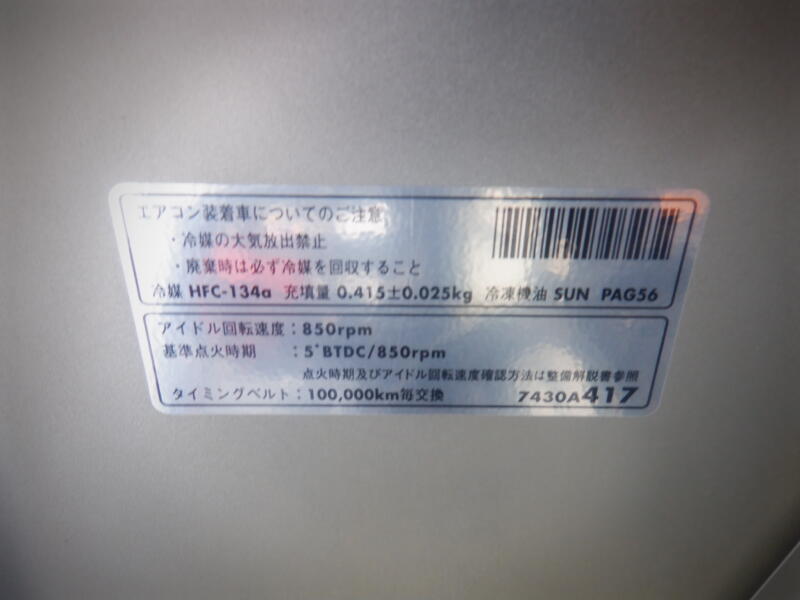 エアコン装着車についてのご注意
・冷媒の大気放出禁止
・廃棄時は必ず冷媒を回収すること
冷媒 HFC-134a 充填量 0.415±0.025kg 冷凍機油 SUN PAG56
アイドル回転速度：850rpm
基準点火時期 ：5°BTDC/850rpm
点火時期及びアイドル回転速度確認方法は整備解説書参照
タイミングベルト：100,000km毎交換 7430A417